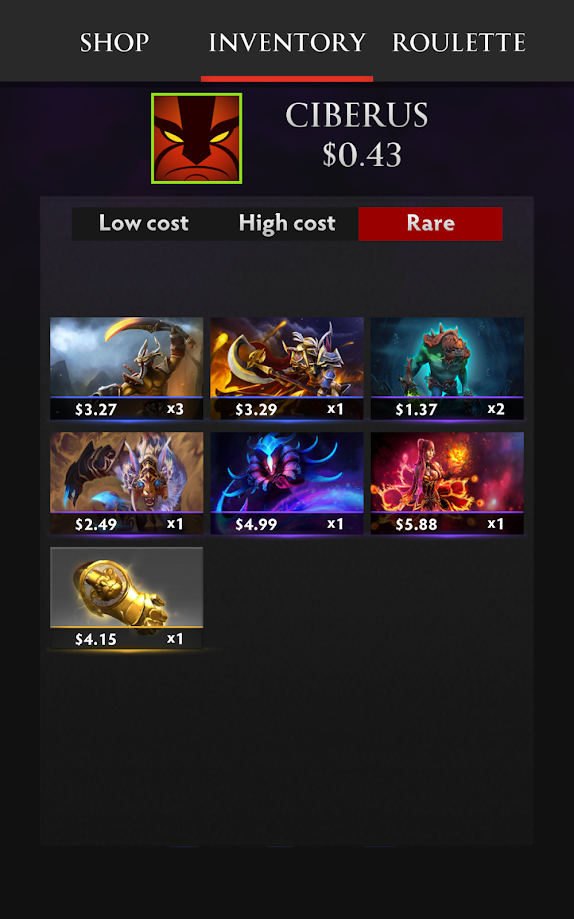 SHOP INVENTORY ROULETTE
CIBERUS
$0.43
Low cost High cost Rare
$3.27 x3 $3.29 x1 $1.37 x2
$2.49 x1 $4.99 x1 $5.88 x1
$4.15 x1